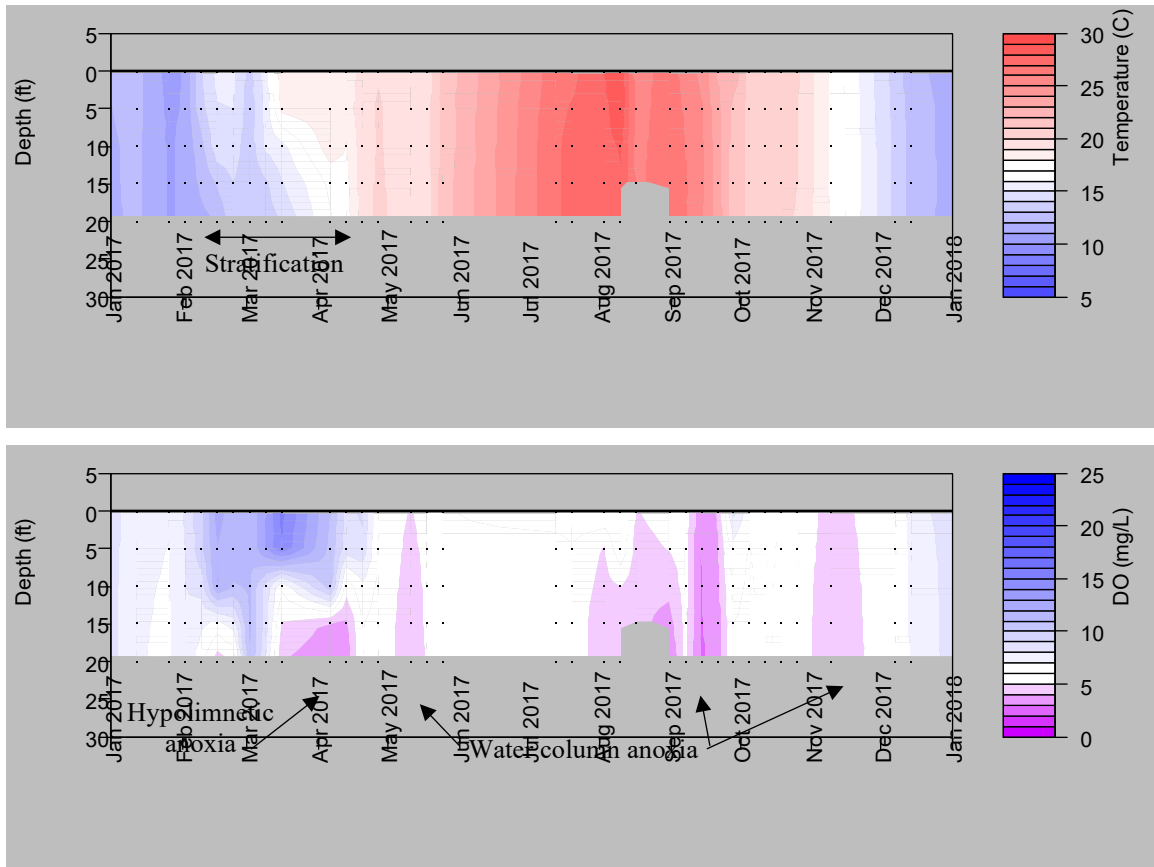 5
0
5
10
15
20
25
30
Depth (ft)
Jan 2017
Feb 2017
Mar 2017
Apr 2017
May 2017
Jun 2017
Jul 2017
Aug 2017
Sep 2017
Oct 2017
Nov 2017
Dec 2017
Jan 2018
Stratification
30
25
20
15
10
5
Temperature (C)
5
0
5
10
15
20
25
30
Depth (ft)
Jan 2017
Feb 2017
Mar 2017
Apr 2017
May 2017
Jun 2017
Jul 2017
Aug 2017
Sep 2017
Oct 2017
Nov 2017
Dec 2017
Jan 2018
Hypolimnetic
anoxia
Water column anoxia
25
20
15
10
5
0
DO (mg/L)